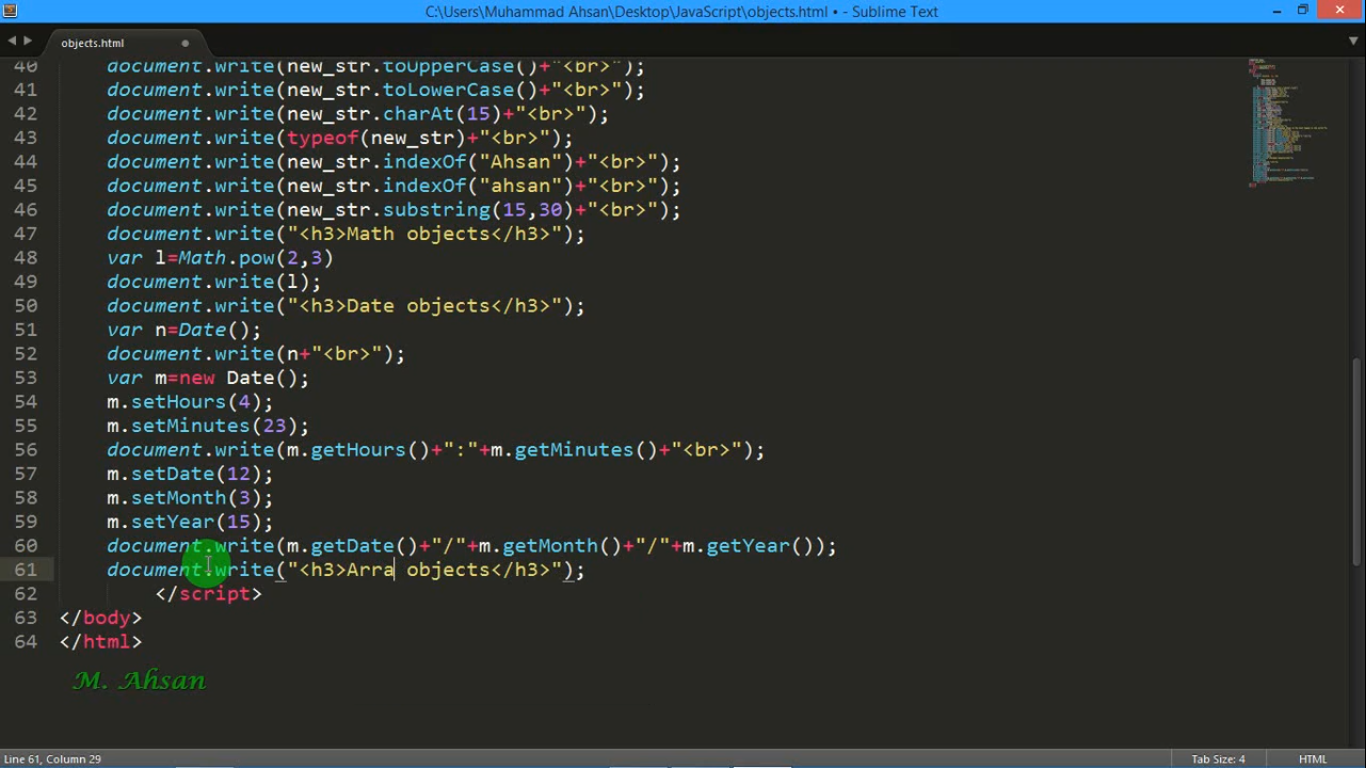 C:\Users\Muhammad Ahsan\Desktop\JavaScript\objects.html • - Sublime Text
objects.html
40 document.write(new_str.toUpperCase()+"<br>");
41 document.write(new_str.toLowerCase()+"<br>");
42 document.write(new_str.charAt(15)+"<br>");
43 document.write(typeof(new_str)+"<br>");
44 document.write(new_str.indexOf("Ahsan")+"<br>");
45 document.write(new_str.indexOf("ahsan")+"<br>");
46 document.write(new_str.substring(15,30)+"<br>");
47 document.write("<h3>Math objects</h3>");
48 var l=Math.pow(2,3)
49 document.write(l);
50 document.write("<h3>Date objects</h3>");
51 var n=Date();
52 document.write(n+"<br>");
53 var m=new Date();
54 m.setHours(4);
55 m.setMinutes(23);
56 document.write(m.getHours()+":"+m.getMinutes()+"<br>");
57 m.setDate(12);
58 m.setMonth(3);
59 m.setYear(15);
60 document.write(m.getDate()+"/"+m.getMonth()+"/"+m.getYear());
61 document.write("<h3>Arra objects</h3>");
62 </script>
63 </body>
64 </html>
M. Ahsan
Line 61, Column 29
Tab Size: 4
HTML